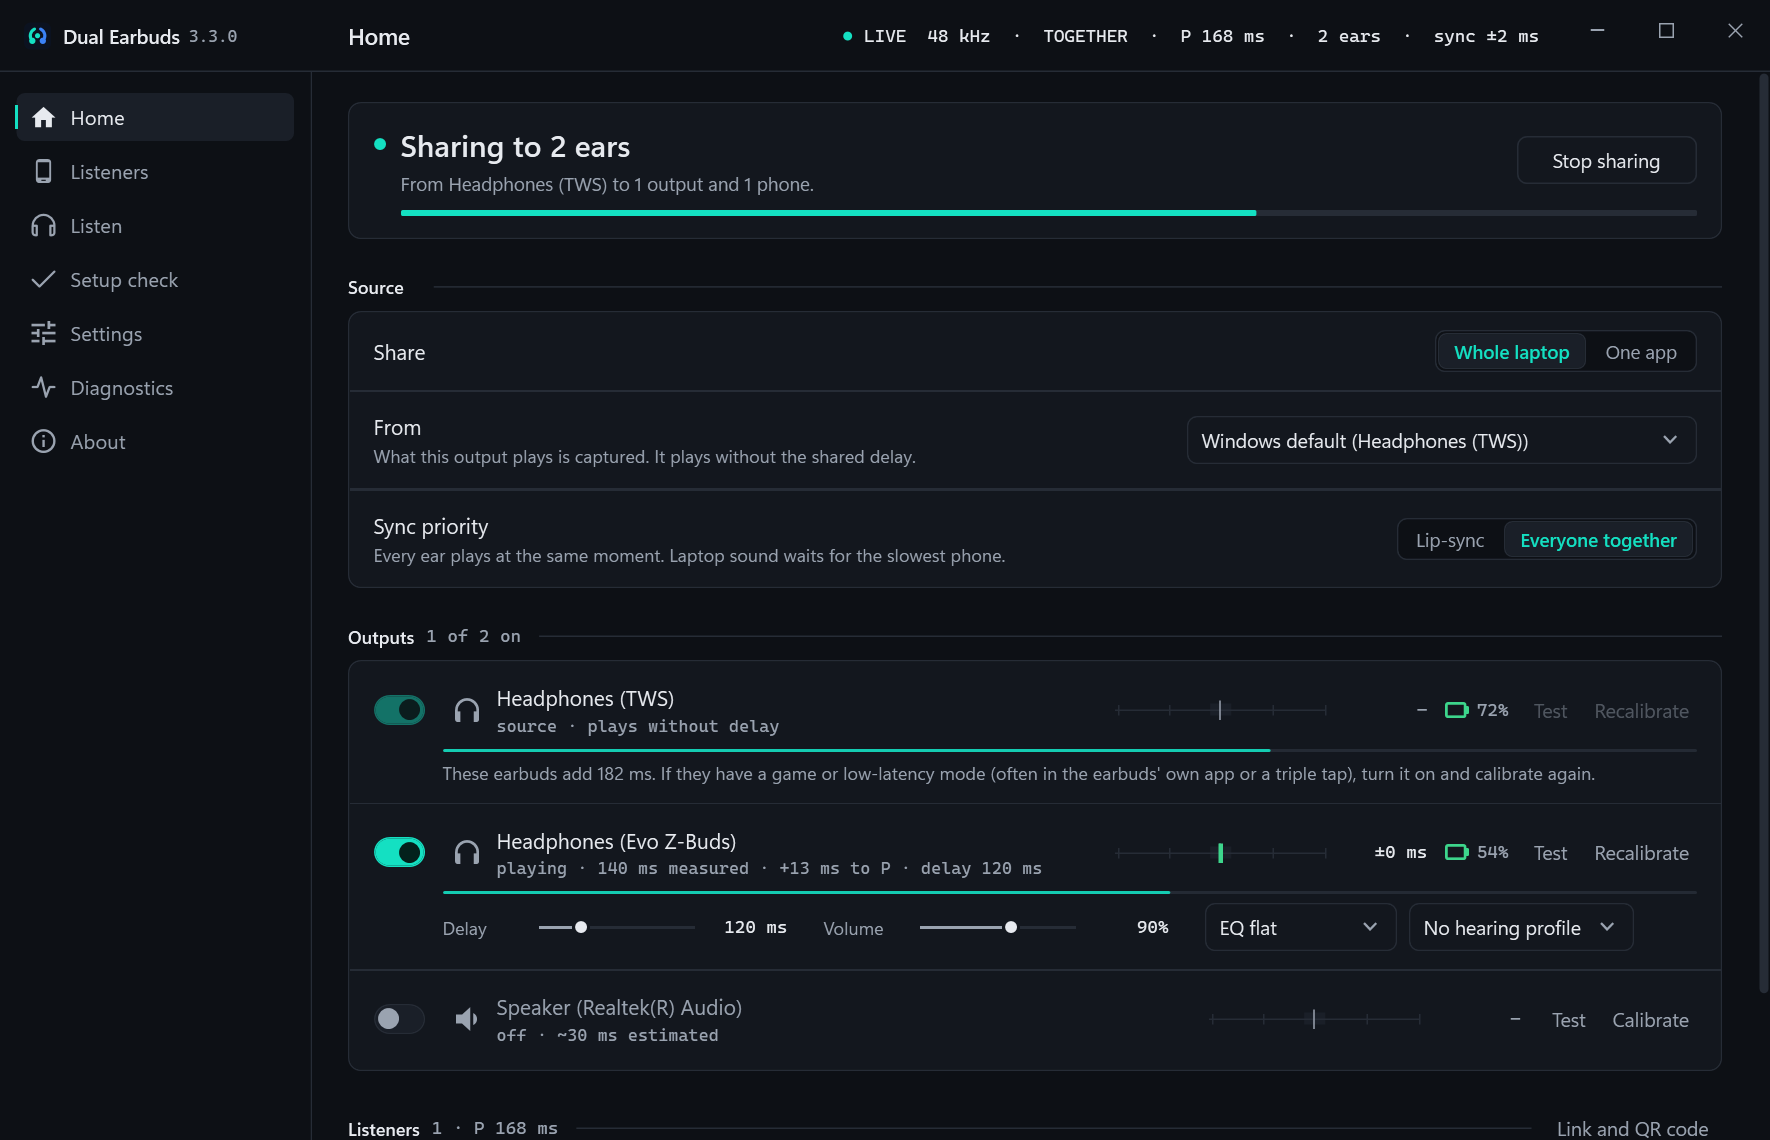 Dual Earbuds 3.3.0
Home
LIVE 48 kHz · TOGETHER · P 168 ms · 2 ears · sync ±2 ms
Home
Listeners
Listen
Setup check
Settings
Diagnostics
About
Sharing to 2 ears
From Headphones (TWS) to 1 output and 1 phone.
Stop sharing
Source
Share
Whole laptop One app
From
What this output plays is captured. It plays without the shared delay.
Windows default (Headphones (TWS))
Sync priority
Every ear plays at the same moment. Laptop sound waits for the slowest phone.
Lip-sync Everyone together
Outputs 1 of 2 on
Headphones (TWS)
source · plays without delay
– 72% Test Recalibrate
These earbuds add 182 ms. If they have a game or low-latency mode (often in the earbuds' own app or a triple tap), turn it on and calibrate again.
Headphones (Evo Z-Buds)
playing · 140 ms measured · +13 ms to P · delay 120 ms
±0 ms 54% Test Recalibrate
Delay 120 ms Volume 90% EQ flat No hearing profile
Speaker (Realtek(R) Audio)
off · ~30 ms estimated
– Test Calibrate
Listeners 1 · P 168 ms
Link and QR code